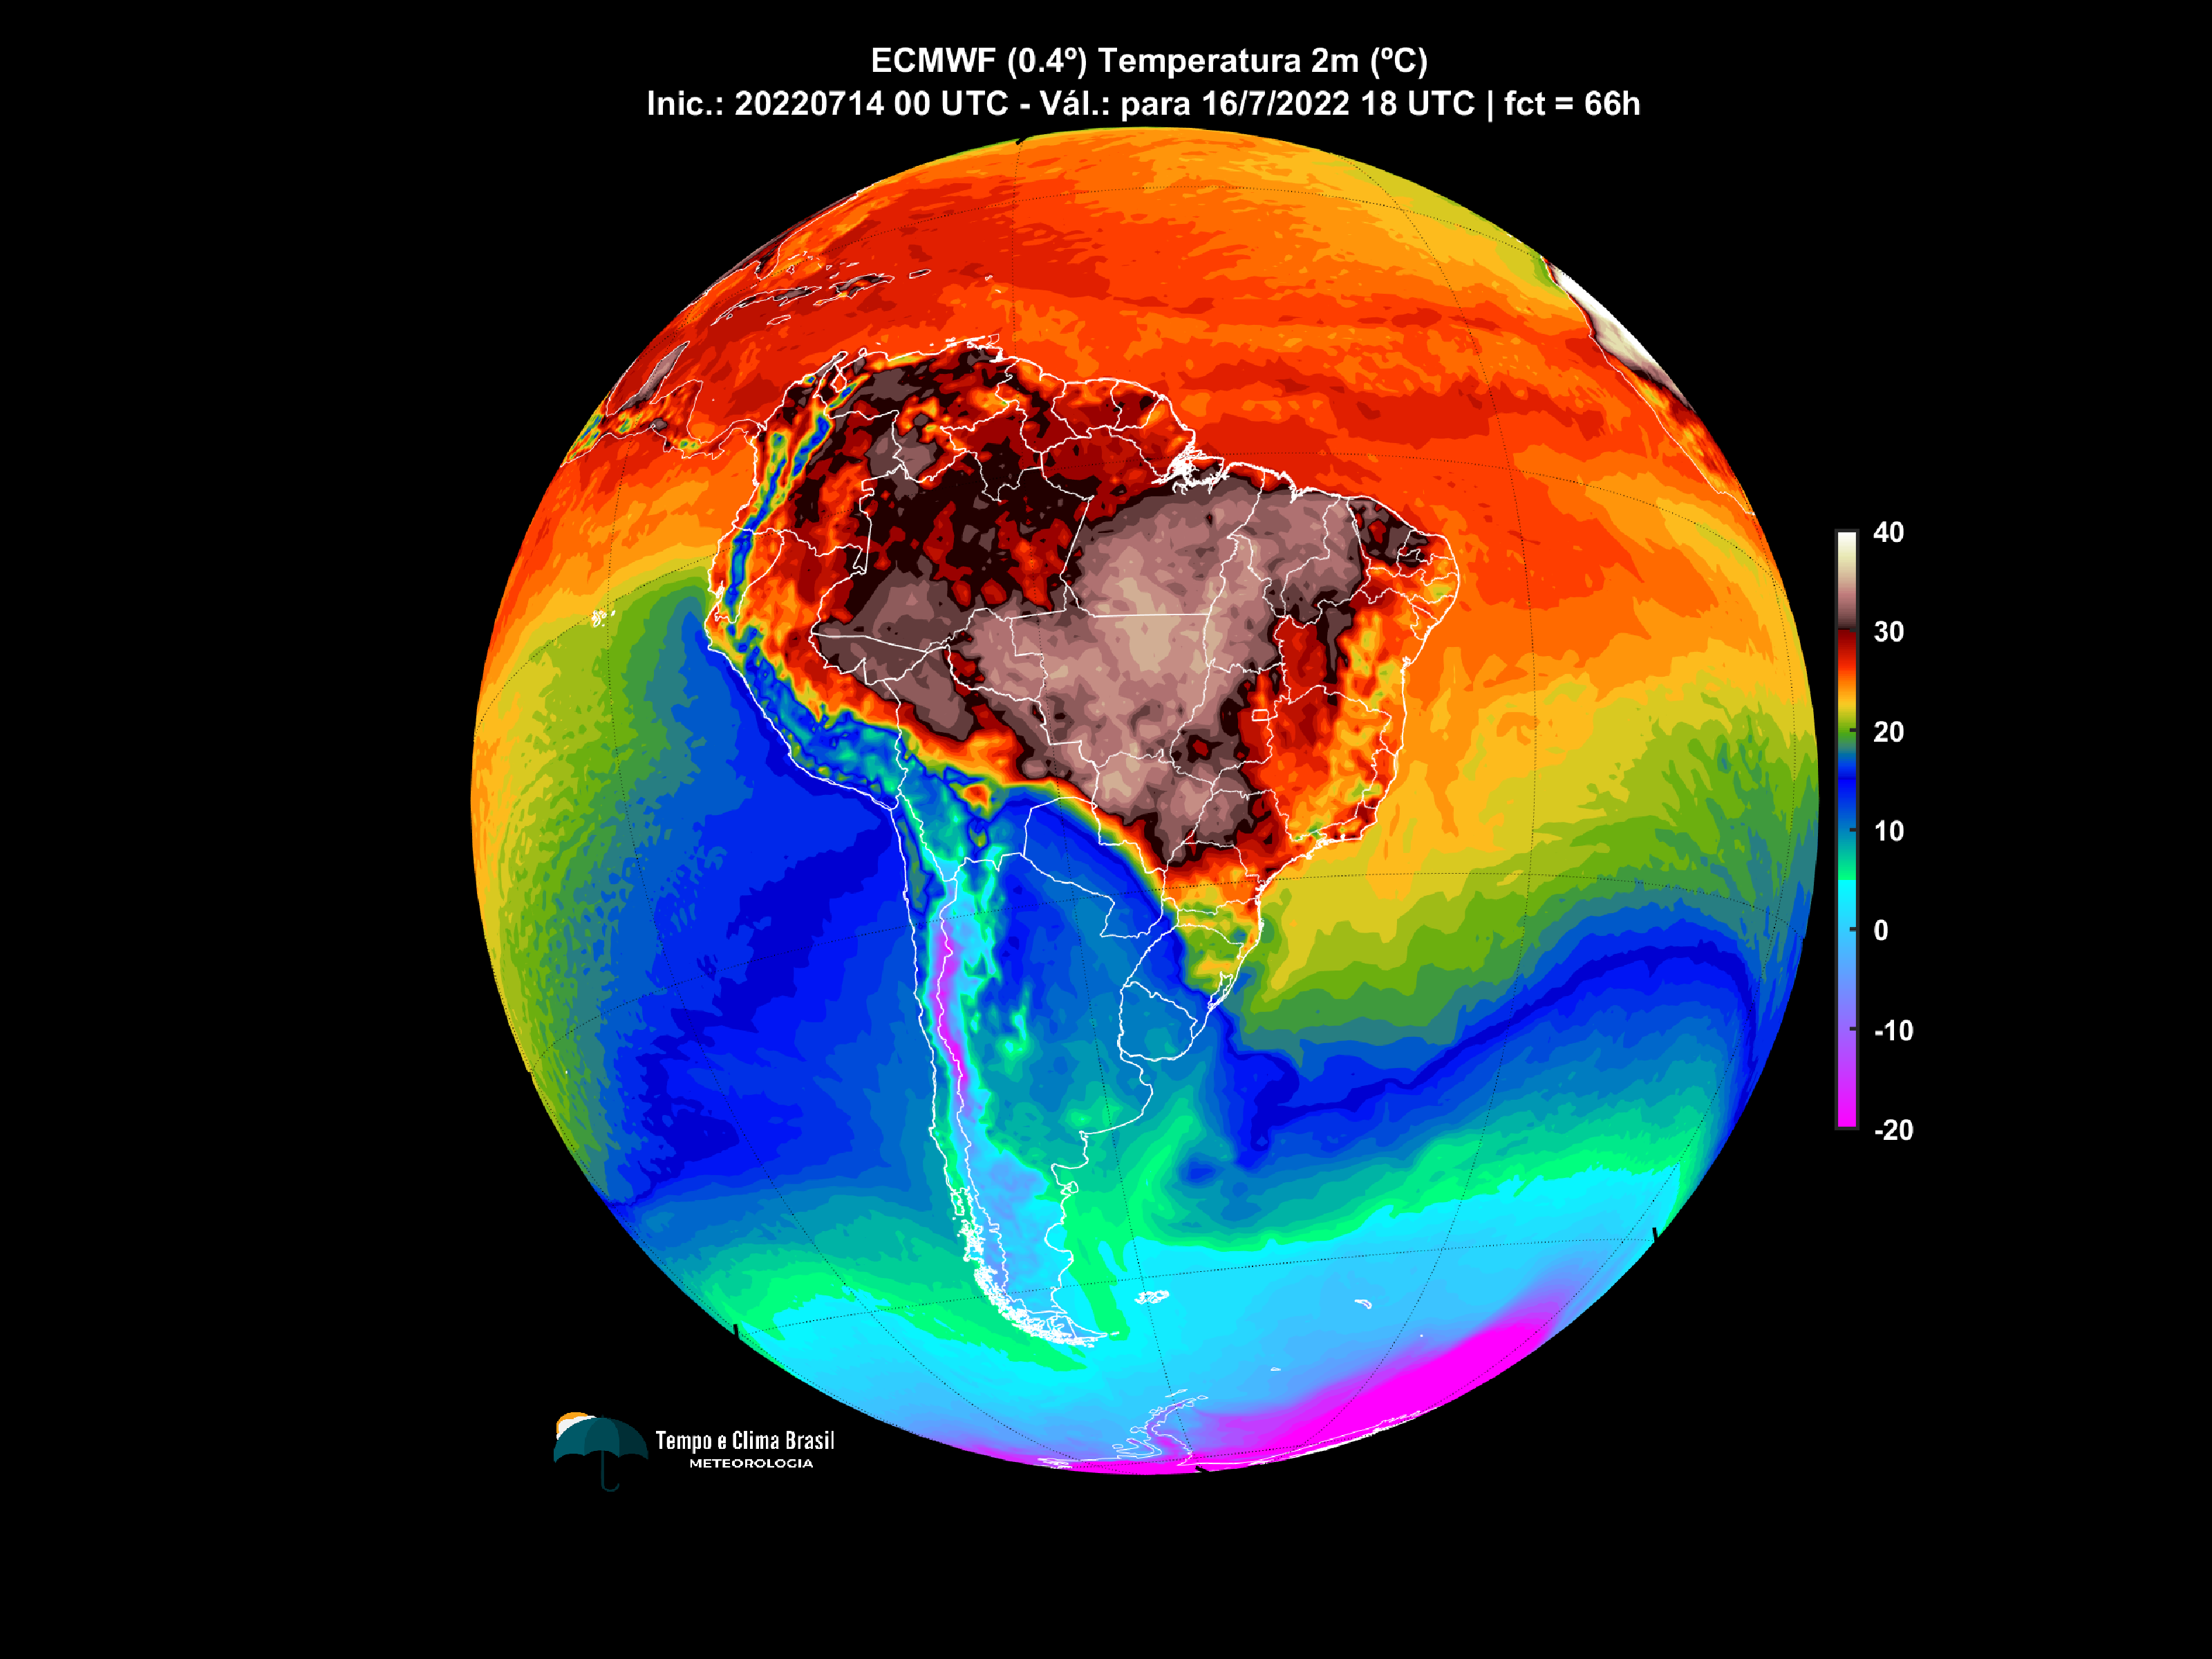 ECMWF (0.4º) Temperatura 2m (ºC)
Inic.: 20220714 00 UTC - Vál.: para 16/7/2022 18 UTC | fct = 66h
40
30
20
10
0
-10
-20
Tempo e Clima Brasil
METEOROLOGIA